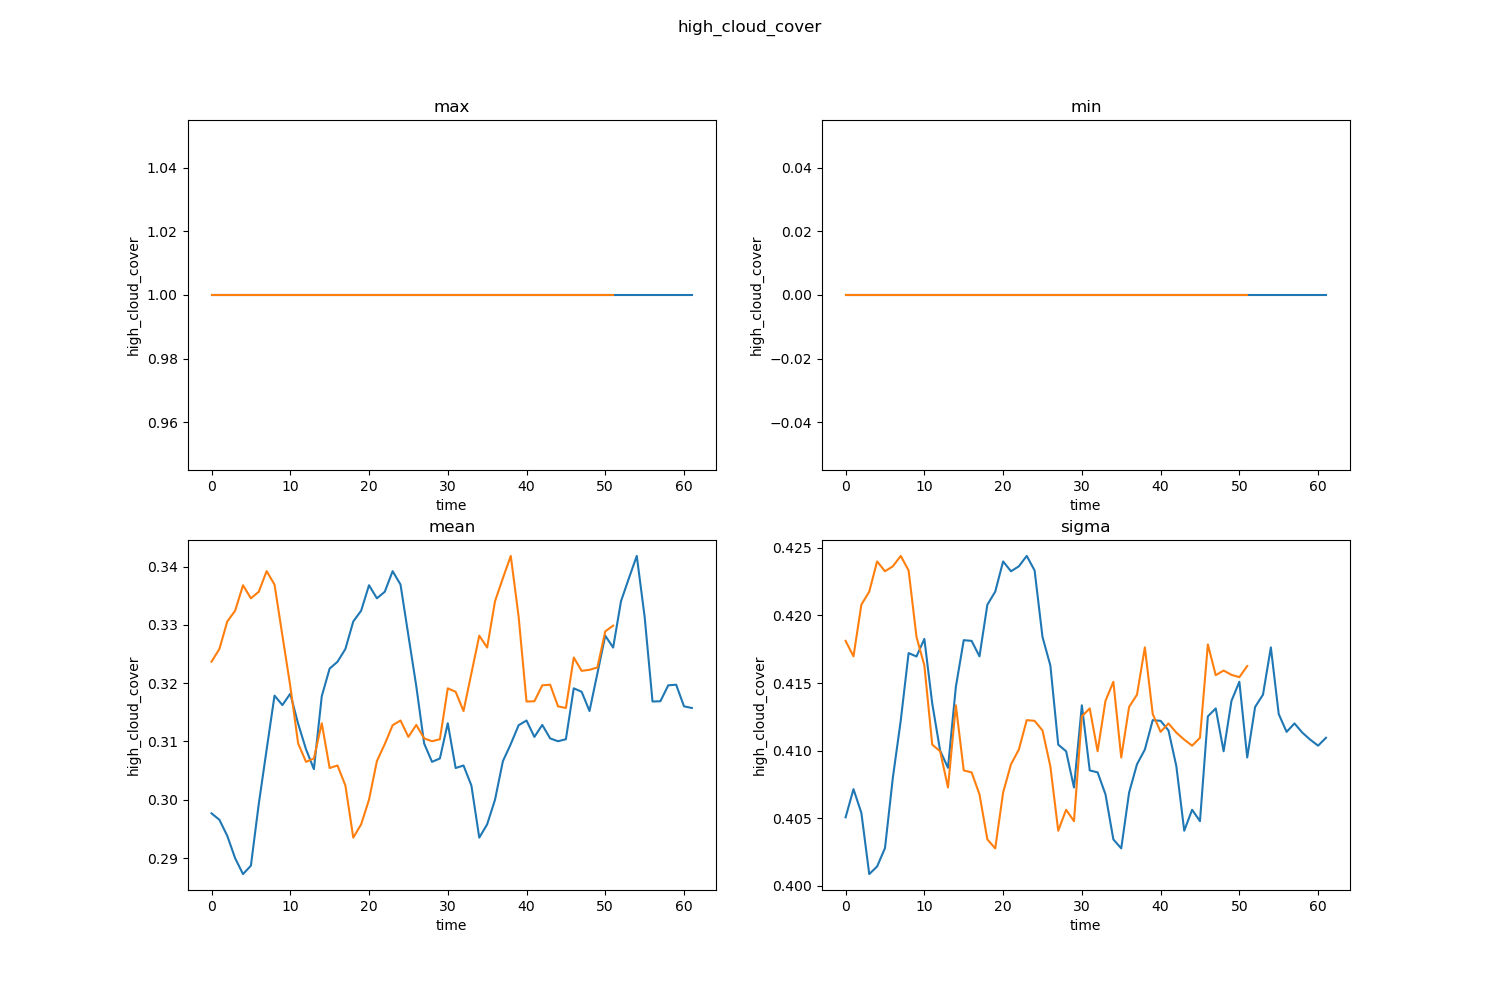 high_cloud_cover
max
high_cloud_cover
1.04
1.02
1.00
0.98
0.96
0 10 20 30 40 50 60
time
min
high_cloud_cover
0.04
0.02
0.00
−0.02
−0.04
0 10 20 30 40 50 60
time
mean
high_cloud_cover
0.34
0.33
0.32
0.31
0.30
0.29
0 10 20 30 40 50 60
time
sigma
high_cloud_cover
0.425
0.420
0.415
0.410
0.405
0.400
0 10 20 30 40 50 60
time